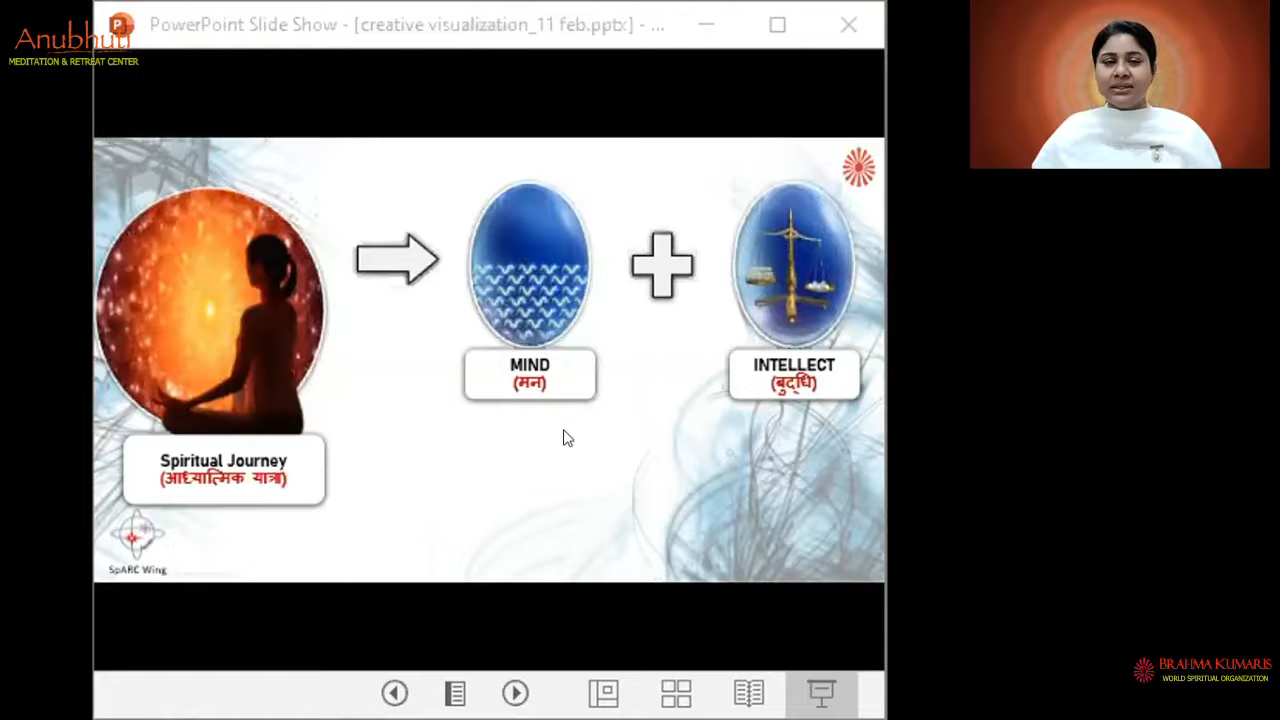 PowerPoint Slide Show - [creative visualization_11 feb.pptx] - ...
Anubhuti
MEDITATION & RETREAT CENTER
MIND
(मन)
INTELLECT
(बुद्धि)
Spiritual Journey
(आध्यात्मिक यात्रा)
SpARC Wing
BRAHMA KUMARIS
WORLD SPIRITUAL ORGANIZATION